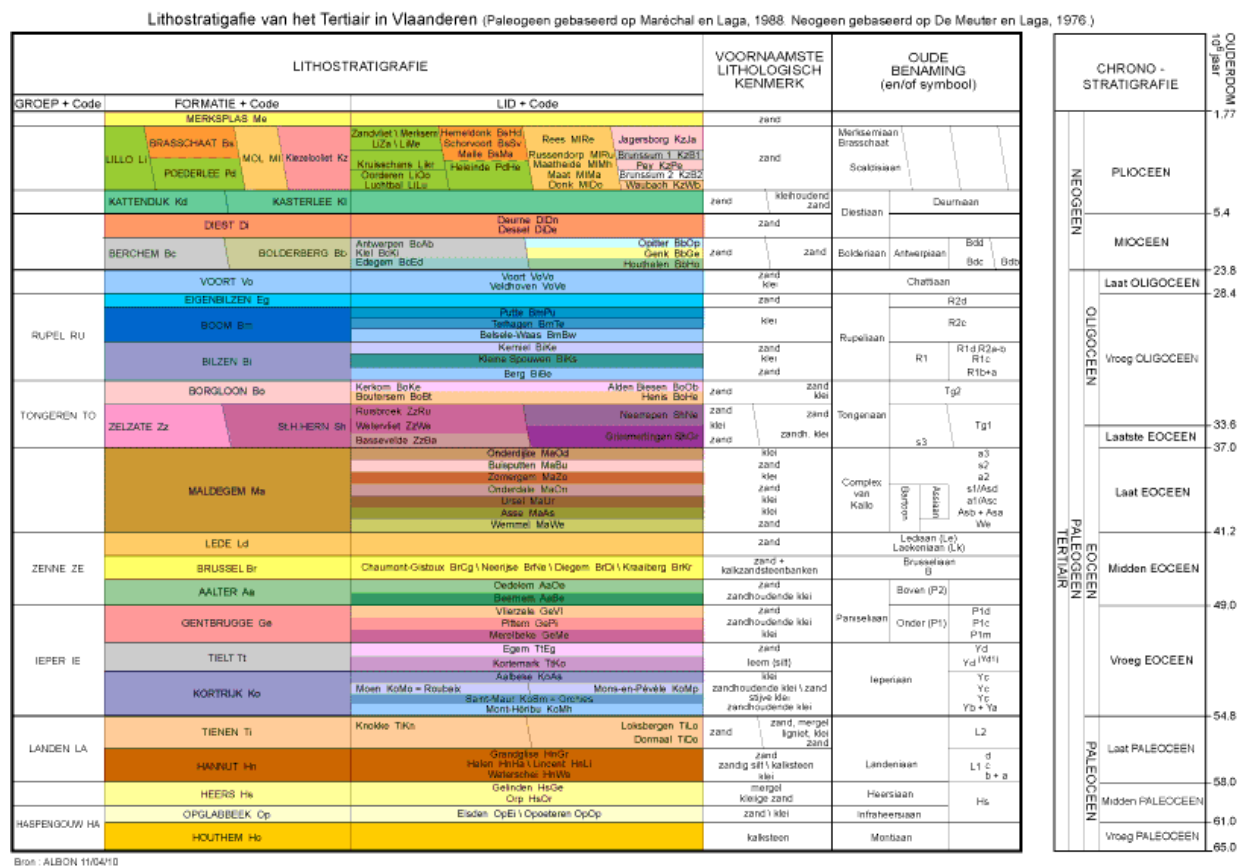 Lithostratigafie van het Tertiair in Vlaanderen (Paleogeen gebaseerd op Maréchal en Laga, 1988. Neogeen gebaseerd op De Meuter en Laga, 1976.)
LITHOSTRATIGRAFIE
VOORNAAMSTE LITHOLOGISCH KENMERK
OUDE BENAMING (en/of symbool)
CHRONO - STRATIGRAFIE
OUDERDOM 10⁶ jaar
GROEP + Code
FORMATIE + Code
LID + Code
MERKSPLAS Me
zand
1.77
LILLO Li
BRASSCHAAT Bs
POEDERLEE Pd
MOL Ml
Kiezelooliet Kz
Zandvliet \ Merksem
LiZa \ LiMe
Kruisschans LiKr
Oorderen LiOo
Luchtbal LiLu
Hemeldonk BsHd
Schorvoort BsSv
Malle BsMa
Heieinde PdHe
Rees MlRe
Russendorp MlRu
Maatheide MlMh
Maat MlMa
Donk MlDo
Jagersborg KzJa
Brunssum 1 KzB1
Pey KzPe
Brunssum 2 KzB2
Waubach KzWb
zand
Merksemiaan
Brasschaat
Scaldisiaan
NEOGEEN
PLIOCEEN
KATTENDIJK Kd
KASTERLEE Kl
zand
kleihoudend zand
Diestiaan
Deurniaan
5.4
DIEST Di
Deurne DiDn
Dessel DiDe
zand
MIOCEEN
BERCHEM Bc
BOLDERBERG Bb
Antwerpen BcAb
Kiel BcKi
Edegem BcEd
Opitter BbOp
Genk BbGe
Houthalen BbHo
zand
zand
Bolderiaan
Antwerpiaan
Bdd
Bdc
Bdb
23.8
VOORT Vo
Voort VoVo
Veldhoven VoVe
zand
klei
Chattiaan
Laat OLIGOCEEN
28.4
RUPEL RU
EIGENBILZEN Eg
zand
R2d
BOOM Bm
Putte BmPu
Terhagen BmTe
Belsele-Waas BmBw
klei
R2c
Rupeliaan
OLIGOCEEN
Vroeg OLIGOCEEN
BILZEN Bi
Kerniel BiKe
Kleine Spouwen BiKs
Berg BiBe
zand
klei
zand
R1
R1d R2a-b
R1c
R1b+a
TONGEREN TO
BORGLOON Bo
Kerkom BoKe
Boutersem BoBt
Alden Biesen BoOb
Henis BoHe
zand
zand
klei
Tg2
ZELZATE Zz
St.H.HERN Sh
Ruisbroek ZzRu
Watervliet ZzWe
Bassevelde ZzBa
Neerrepen ShNe
Grimmertingen ShGr
zand
klei
zand
zand
zandh. klei
Tongeriaan
s3
Tg1
33.6
Laatste EOCEEN
37.0
MALDEGEM Ma
Onderdijke MaOd
Buisputten MaBu
Zomergem MaZo
Onderdale MaOn
Ursel MaUr
Asse MaAs
Wemmel MaWe
klei
zand
klei
zand
klei
klei
zand
Complex van Kallo
Bartoon
Assiaan
a3
s2
a2
s1/Asd
a1/Asc
Asb + Asa
We
Laat EOCEEN
41.2
ZENNE ZE
LEDE Ld
zand
Lediaan (Le)
Laekeniaan (Lk)
TERTIAIR
PALEOGEEN
EOCEEN
BRUSSEL Br
Chaumont-Gistoux BrCg \ Neerijse BrNe \ Diegem BrDi \ Kraaiberg BrKr
zand +
kalkzandsteenbanken
Brusseliaan
B
Midden EOCEEN
AALTER Aa
Oedelem AaOe
Beernem AaBe
zand
zandhoudende klei
Boven (P2)
49.0
IEPER IE
GENTBRUGGE Ge
Vlierzele GeVl
Pittem GePi
Merelbeke GeMe
zand
zandhoudende klei
klei
Paniseliaan
Onder (P1)
P1d
P1c
P1m
TIELT Tt
Egem TtEg
Kortemark TtKo
zand
leem (silt)
Yd
Yd (Yd1)
Vroeg EOCEEN
KORTRIJK Ko
Aalbeke KoAs
Moen KoMo = Roubaix
Mons-en-Pévèle KoMp
Saint-Maur KoSm = Orchies
Mont-Héribu KoMh
klei
zandhoudende klei \ zand
stijve klei
zandhoudende klei
Ieperiaan
Yc
Yc
Yc
Yb + Ya
54.8
LANDEN LA
TIENEN Ti
Knokke TiKn
Loksbergen TiLo
Dormaal TiDo
zand
zand, mergel
ligniet, klei
zand
L2
PALEOCEEN
Laat PALEOCEEN
HANNUT Hn
Grandglise HnGr
Halen HnHa \ Lincent HnLi
Waterschei HnWa
zand
zandig silt \ kalksteen
klei
Landeniaan
d
L1 c
b + a
58.0
HEERS Hs
Gelinden HsGe
Orp HsOr
mergel
kleiige zand
Heersiaan
Hs
Midden PALEOCEEN
HASPENGOUW HA
OPGLABBEEK Op
Eisden OpEi \ Opoeteren OpOp
zand \ klei
Infraheersiaan
61.0
HOUTHEM Ho
kalksteen
Montiaan
Vroeg PALEOCEEN
65.0
Bron : ALBON 11/04/10